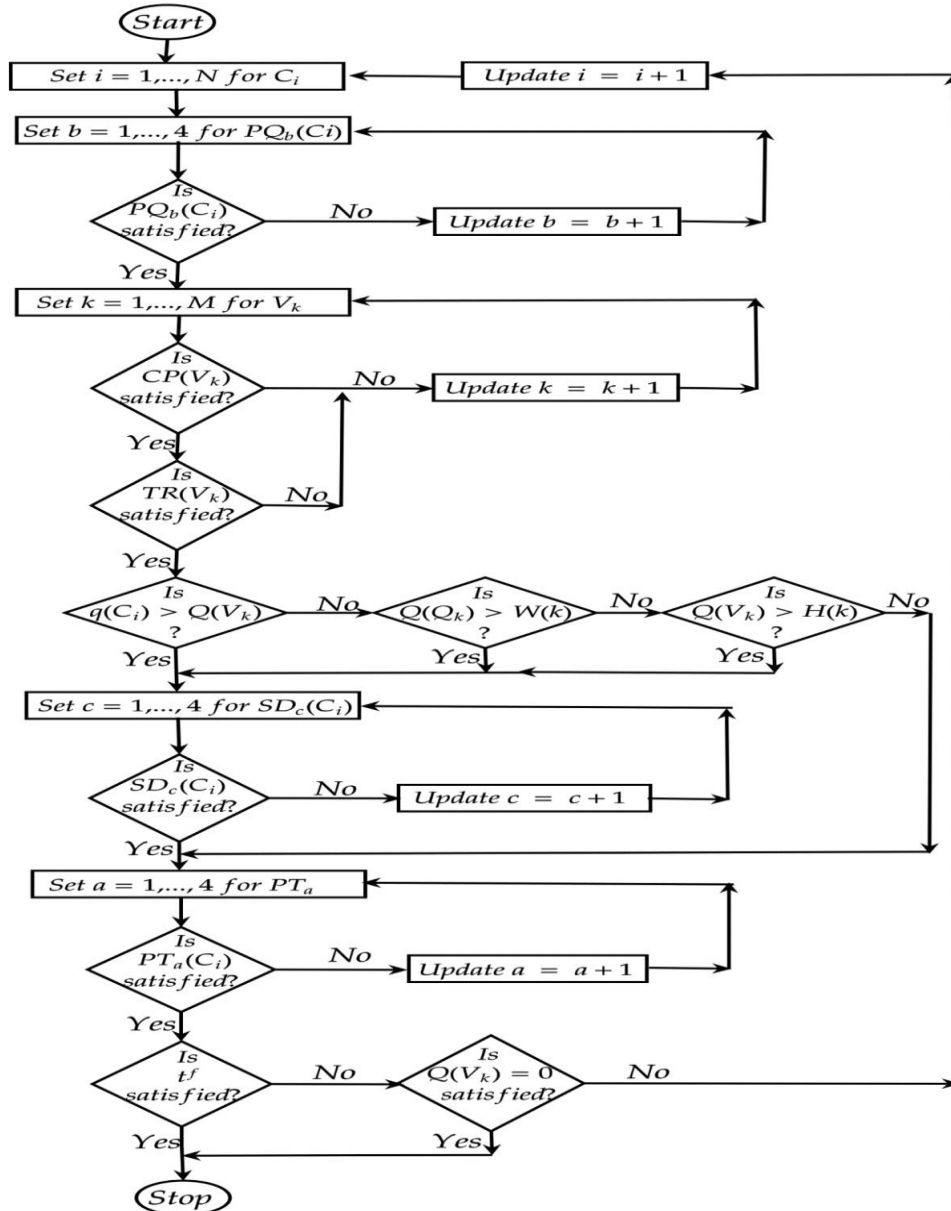 Start
Set i = 1,..., N for C_i
Update i = i + 1
Set b = 1,..., 4 for PQ_b(Ci)
Is
PQ_b(C_i)
satisfied?
No
Update b = b + 1
Yes
Set k = 1,..., M for V_k
Is
CP(V_k)
satisfied?
No
Update k = k + 1
Yes
Is
TR(V_k)
satisfied?
No
Yes
Is
q(C_i) > Q(V_k)
?
No
Is
Q(Q_k) > W(k)
?
No
Is
Q(V_k) > H(k)
?
No
Yes
Yes
Yes
Set c = 1,..., 4 for SD_c(C_i)
Is
SD_c(C_i)
satisfied?
No
Update c = c + 1
Yes
Set a = 1,..., 4 for PT_a
Is
PT_a(C_i)
satisfied?
No
Update a = a + 1
Yes
Is
t^f
satisfied?
No
Is
Q(V_k) = 0
satisfied?
No
Yes
Yes
Stop